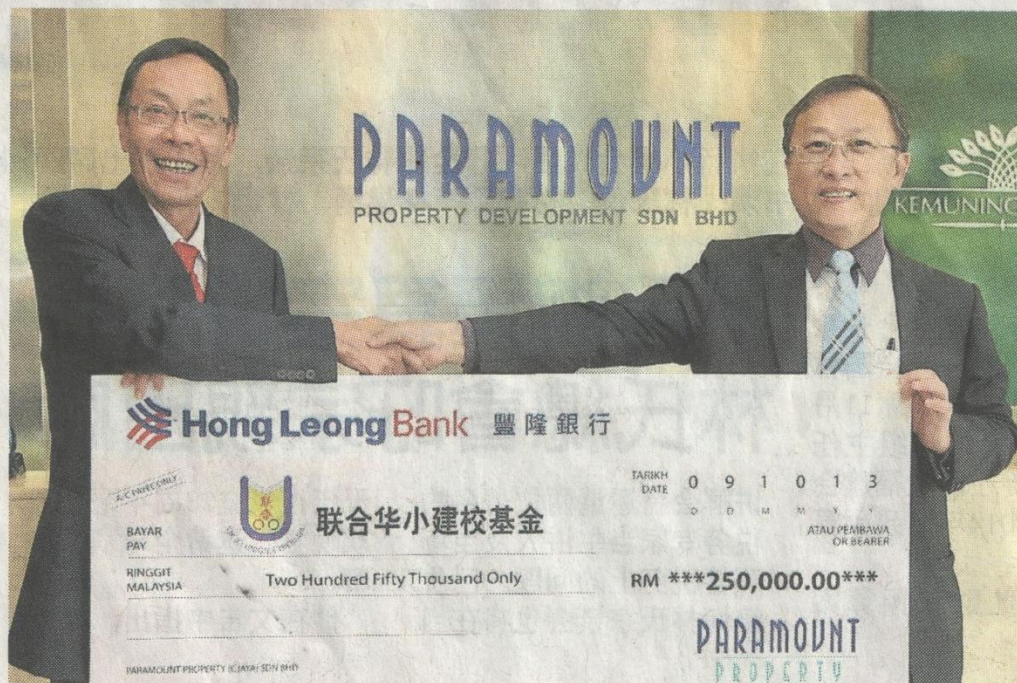 PARAMOUNT
PROPERTY DEVELOPMENT SDN BHD
KEMUNING
Hong Leong Bank 豐隆銀行
A/C PAYEE ONLY
TARIKH
DATE
0 9 1 0 1 3
D D M M Y Y
联合华小建校基金
BAYAR
PAY
ATAU PEMBAWA
OR BEARER
RINGGIT
MALAYSIA
Two Hundred Fifty Thousand Only
RM ***250,000.00***
PARAMOUNT
PROPERTY
PARAMOUNT PROPERTY SDN BHD